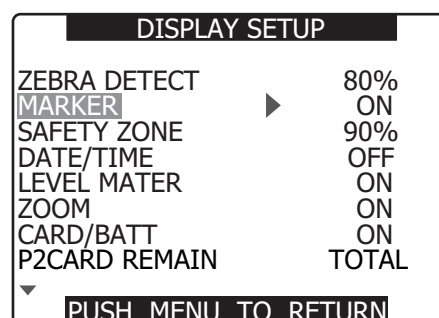 DISPLAY SETUP
ZEBRA DETECT 80%
MARKER ON
SAFETY ZONE 90%
DATE/TIME OFF
LEVEL MATER ON
ZOOM ON
CARD/BATT ON
P2CARD REMAIN TOTAL
PUSH MENU TO RETURN